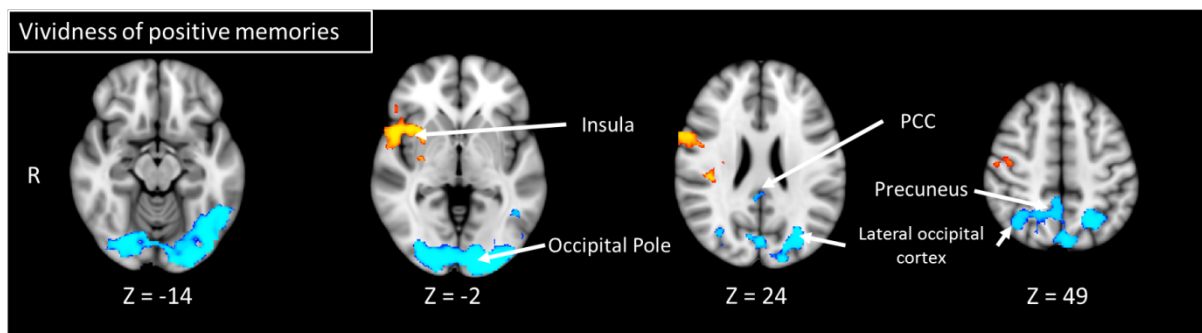 Vividness of positive memories
R
Insula
Occipital Pole
PCC
Precuneus
Lateral occipital
cortex
Z = -14
Z = -2
Z = 24
Z = 49